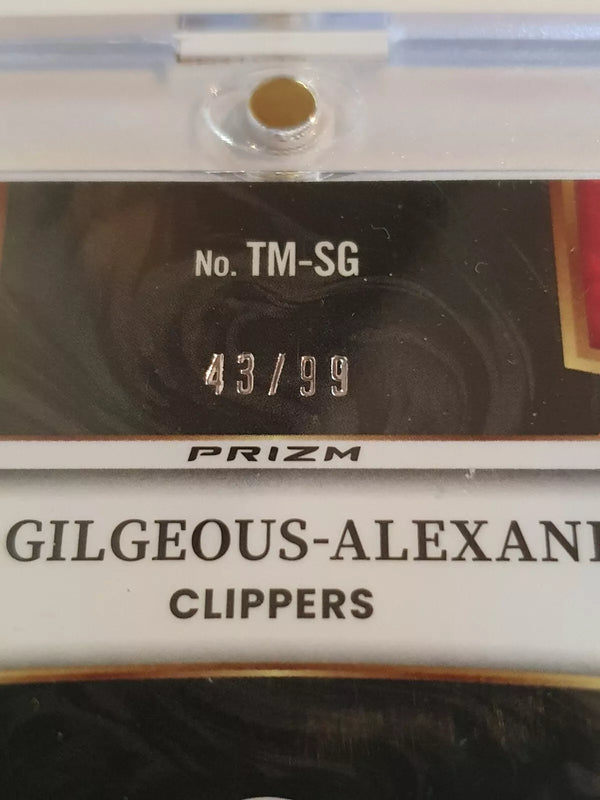 No. TM-SG
43/99
PRIZM
GILGEOUS-ALEXAN
CLIPPERS